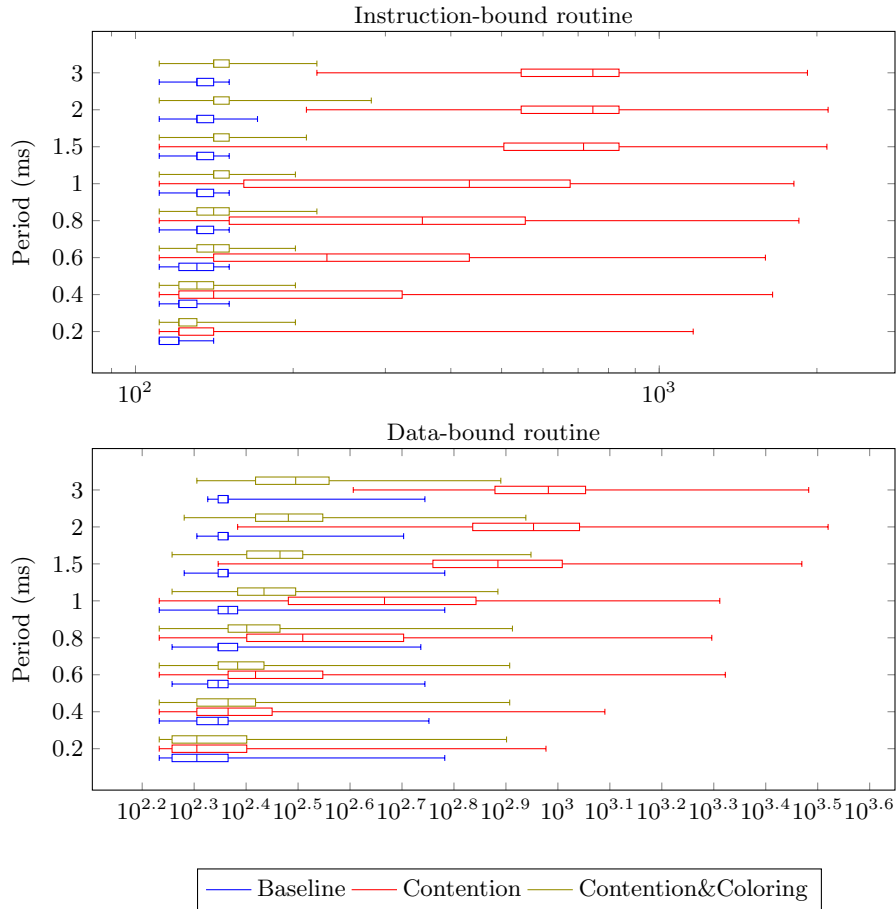 Instruction-bound routine
Period (ms)
3
2
1.5
1
0.8
0.6
0.4
0.2
10^2 10^3
Data-bound routine
Period (ms)
3
2
1.5
1
0.8
0.6
0.4
0.2
10^2.2 10^2.3 10^2.4 10^2.5 10^2.6 10^2.7 10^2.8 10^2.9 10^3 10^3.1 10^3.2 10^3.3 10^3.4 10^3.5 10^3.6
Baseline Contention Contention&Coloring